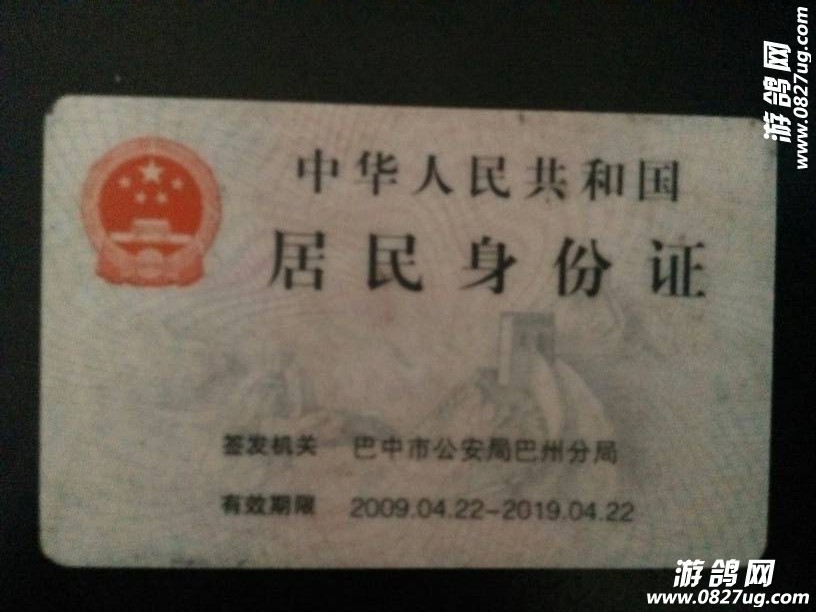 游鸽网
www.0827ug.com
中华人民共和国
居民身份证
签发机关 巴中市公安局巴州分局
有效期限 2009.04.22-2019.04.22
游鸽网
www.0827ug.com